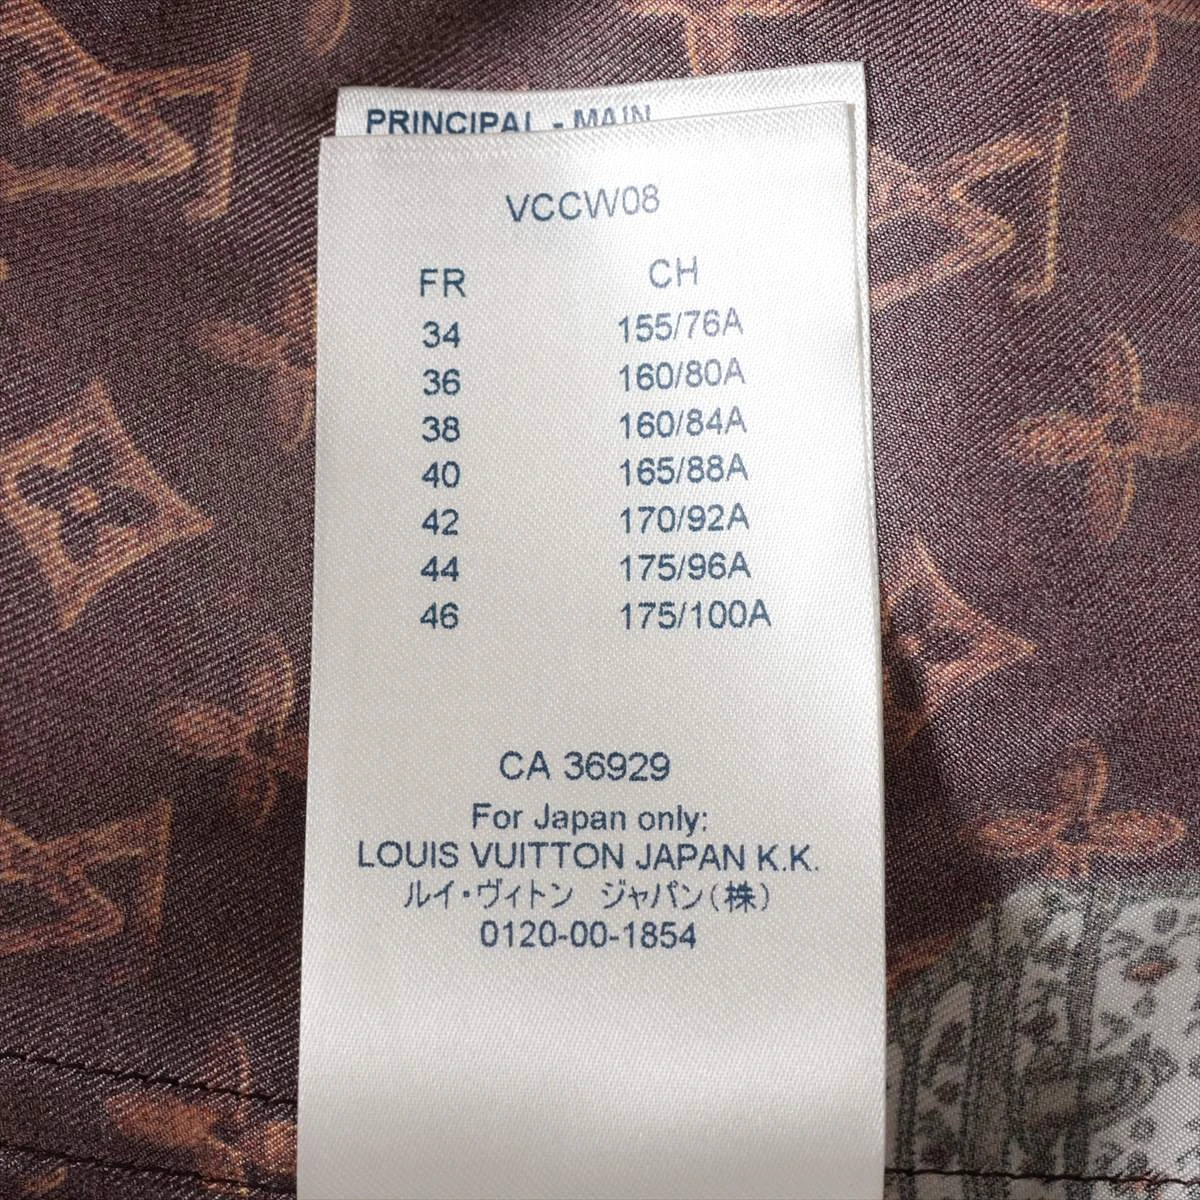 PRINCIPAL - MAIN
VCCW08
FR CH
34 155/76A
36 160/80A
38 160/84A
40 165/88A
42 170/92A
44 175/96A
46 175/100A
CA 36929
For Japan only:
LOUIS VUITTON JAPAN K.K.
ルイ・ヴィトン ジャパン(株)
0120-00-1854